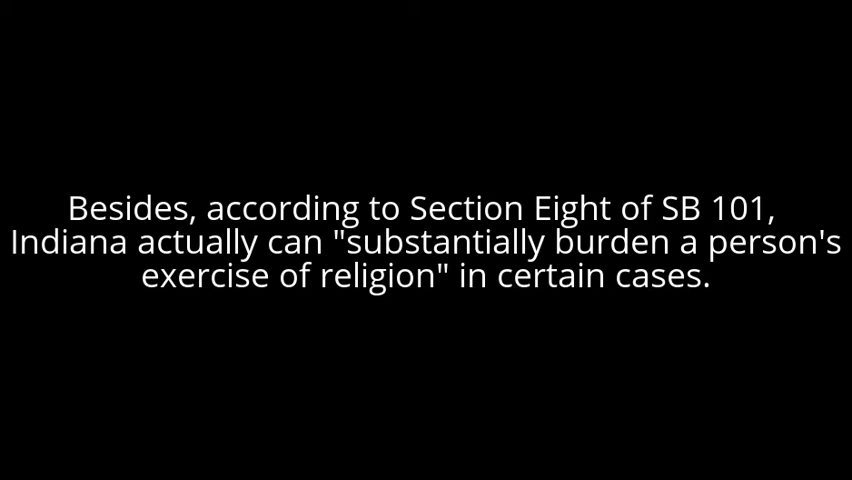 Besides, according to Section Eight of SB 101,
Indiana actually can "substantially burden a person's
exercise of religion" in certain cases.